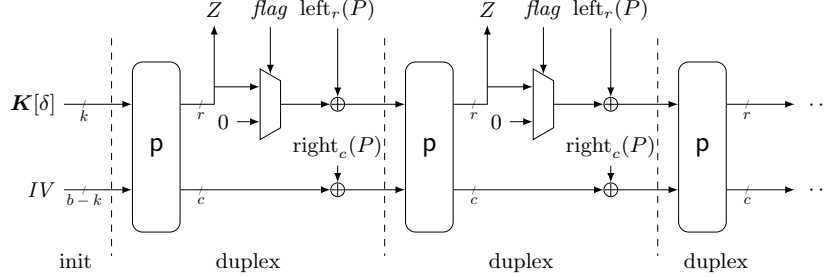 Z flag left_r(P) Z flag left_r(P)
K[δ] k p r r p r
0 0
right_c(P) right_c(P)
p
IV b − k c c c
init duplex duplex duplex